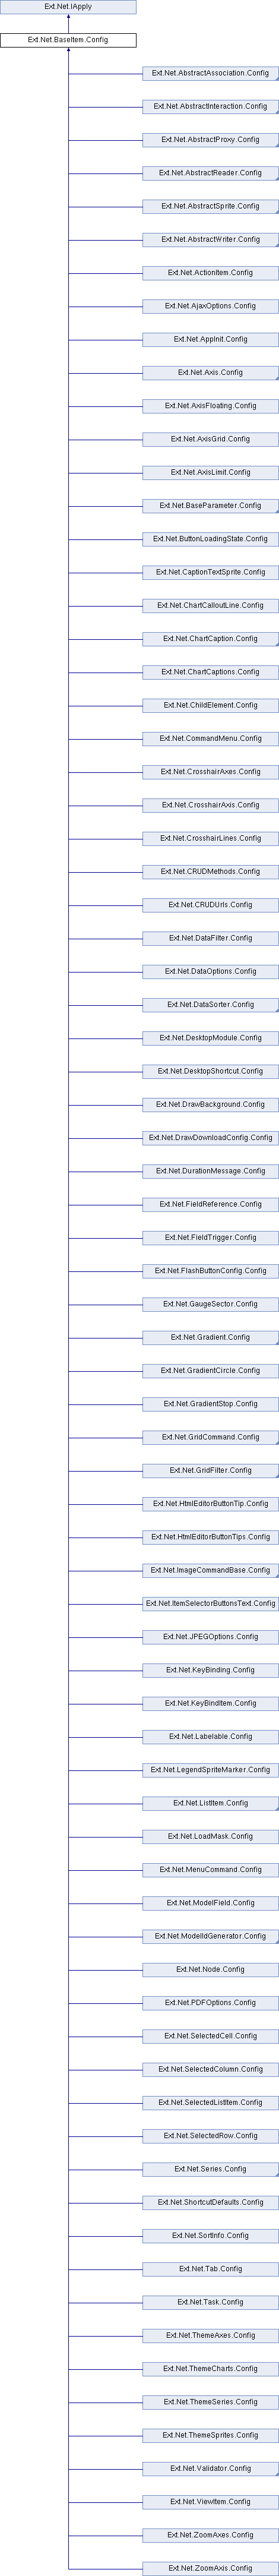 Ext.Net.IApply
Ext.Net.BaseItem.Config
Ext.Net.AbstractAssociation.Config
Ext.Net.AbstractInteraction.Config
Ext.Net.AbstractProxy.Config
Ext.Net.AbstractReader.Config
Ext.Net.AbstractSprite.Config
Ext.Net.AbstractWriter.Config
Ext.Net.ActionItem.Config
Ext.Net.AjaxOptions.Config
Ext.Net.AppInit.Config
Ext.Net.Axis.Config
Ext.Net.AxisFloating.Config
Ext.Net.AxisGrid.Config
Ext.Net.AxisLimit.Config
Ext.Net.BaseParameter.Config
Ext.Net.ButtonLoadingState.Config
Ext.Net.CaptionTextSprite.Config
Ext.Net.ChartCalloutLine.Config
Ext.Net.ChartCaption.Config
Ext.Net.ChartCaptions.Config
Ext.Net.ChildElement.Config
Ext.Net.CommandMenu.Config
Ext.Net.CrosshairAxes.Config
Ext.Net.CrosshairAxis.Config
Ext.Net.CrosshairLines.Config
Ext.Net.CRUDMethods.Config
Ext.Net.CRUDUrls.Config
Ext.Net.DataFilter.Config
Ext.Net.DataOptions.Config
Ext.Net.DataSorter.Config
Ext.Net.DesktopModule.Config
Ext.Net.DesktopShortcut.Config
Ext.Net.DrawBackground.Config
Ext.Net.DrawDownloadConfig.Config
Ext.Net.DurationMessage.Config
Ext.Net.FieldReference.Config
Ext.Net.FieldTrigger.Config
Ext.Net.FlashButtonConfig.Config
Ext.Net.GaugeSector.Config
Ext.Net.Gradient.Config
Ext.Net.GradientCircle.Config
Ext.Net.GradientStop.Config
Ext.Net.GridCommand.Config
Ext.Net.GridFilter.Config
Ext.Net.HtmlEditorButtonTip.Config
Ext.Net.HtmlEditorButtonTips.Config
Ext.Net.ImageCommandBase.Config
Ext.Net.ItemSelectorButtonsText.Config
Ext.Net.JPEGOptions.Config
Ext.Net.KeyBinding.Config
Ext.Net.KeyBindItem.Config
Ext.Net.Labelable.Config
Ext.Net.LegendSpriteMarker.Config
Ext.Net.ListItem.Config
Ext.Net.LoadMask.Config
Ext.Net.MenuCommand.Config
Ext.Net.ModelField.Config
Ext.Net.ModelIdGenerator.Config
Ext.Net.Node.Config
Ext.Net.PDFOptions.Config
Ext.Net.SelectedCell.Config
Ext.Net.SelectedColumn.Config
Ext.Net.SelectedListItem.Config
Ext.Net.SelectedRow.Config
Ext.Net.Series.Config
Ext.Net.ShortcutDefaults.Config
Ext.Net.SortInfo.Config
Ext.Net.Tab.Config
Ext.Net.Task.Config
Ext.Net.ThemeAxes.Config
Ext.Net.ThemeCharts.Config
Ext.Net.ThemeSeries.Config
Ext.Net.ThemeSprites.Config
Ext.Net.Validator.Config
Ext.Net.ViewItem.Config
Ext.Net.ZoomAxes.Config
Ext.Net.ZoomAxis.Config